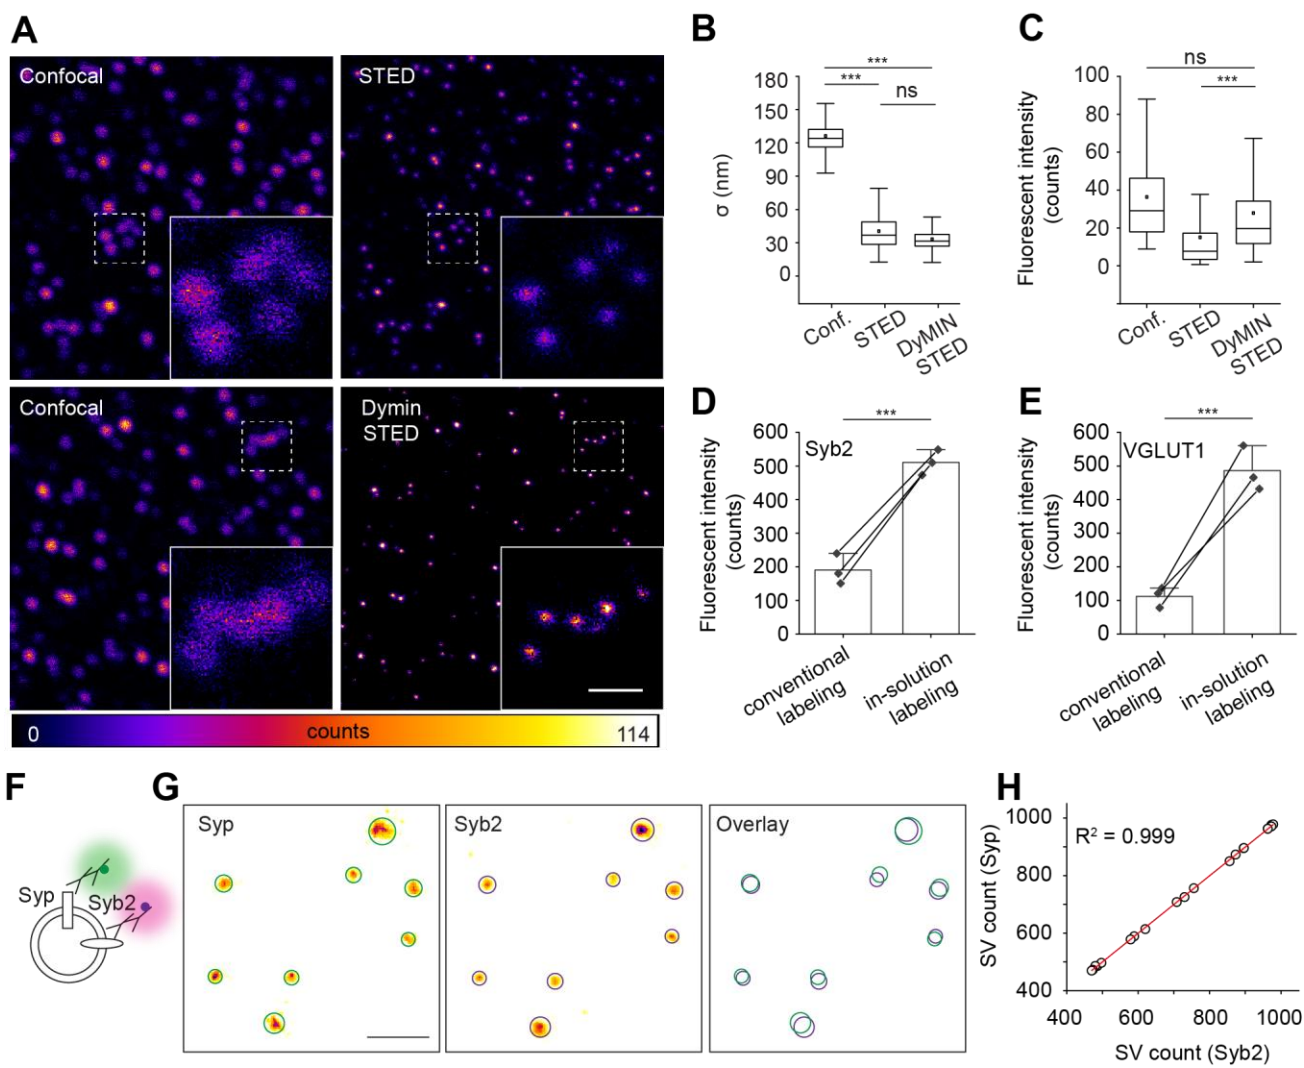 A
Confocal
STED
Confocal
Dymin
STED
0
counts
114
B
***
***
ns
180
150
120
90
60
30
0
σ (nm)
Conf.
STED
DyMIN
STED
C
ns
***
100
80
60
40
20
0
Fluorescent intensity
(counts)
Conf.
STED
DyMIN
STED
D
***
Syb2
600
500
400
300
200
100
0
Fluorescent intensity
(counts)
conventional
labeling
in-solution
labeling
E
***
VGLUT1
600
500
400
300
200
100
0
Fluorescent intensity
(counts)
conventional
labeling
in-solution
labeling
F
Syp
Syb2
G
Syp
Syb2
Overlay
H
R² = 0.999
1000
800
600
400
SV count (Syp)
400
600
800
1000
SV count (Syb2)